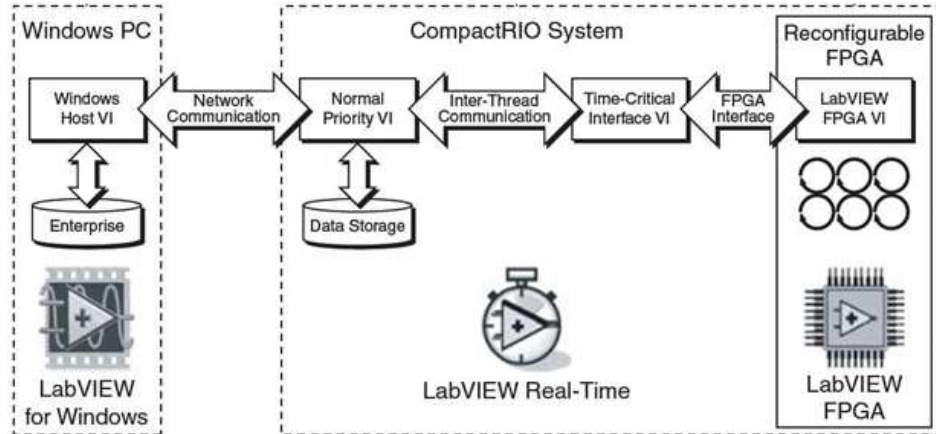 Windows PC
CompactRIO System
Reconfigurable
FPGA
Windows
Host VI
Network
Communication
Normal
Priority VI
Inter-Thread
Communication
Time-Critical
Interface VI
FPGA
Interface
LabVIEW
FPGA VI
Enterprise
Data Storage
LabVIEW
for Windows
LabVIEW Real-Time
LabVIEW
FPGA